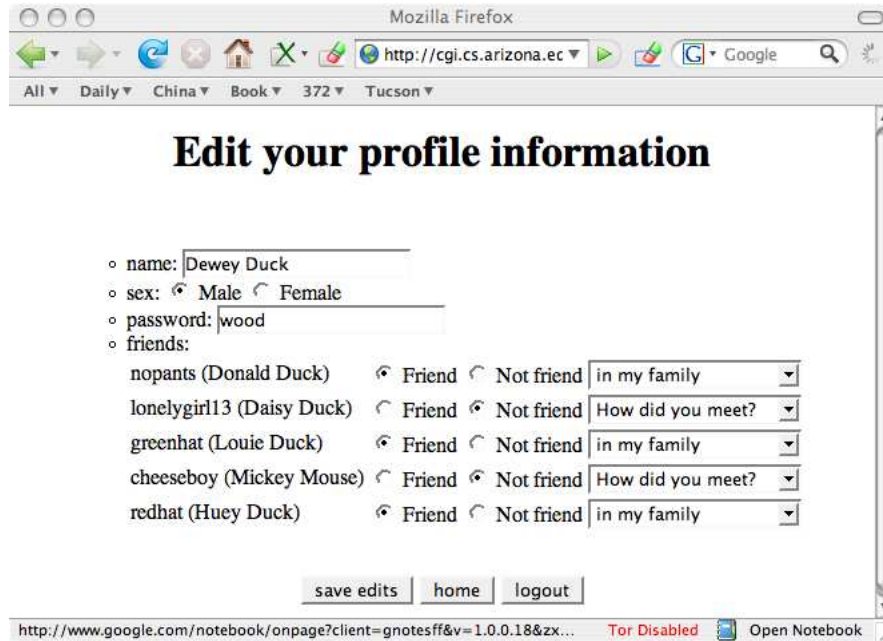 Mozilla Firefox
http://cgi.cs.arizona.ec Google
All Daily China Book 372 Tucson
Edit your profile information
name: Dewey Duck
sex: Male Female
password: wood
friends:
nopants (Donald Duck) Friend Not friend in my family
lonelygirl13 (Daisy Duck) Friend Not friend How did you meet?
greenhat (Louie Duck) Friend Not friend in my family
cheeseboy (Mickey Mouse) Friend Not friend How did you meet?
redhat (Huey Duck) Friend Not friend in my family
save edits home logout
http://www.google.com/notebook/onpage?client=gnotesff&v=1.0.0.18&zx... Tor Disabled Open Notebook